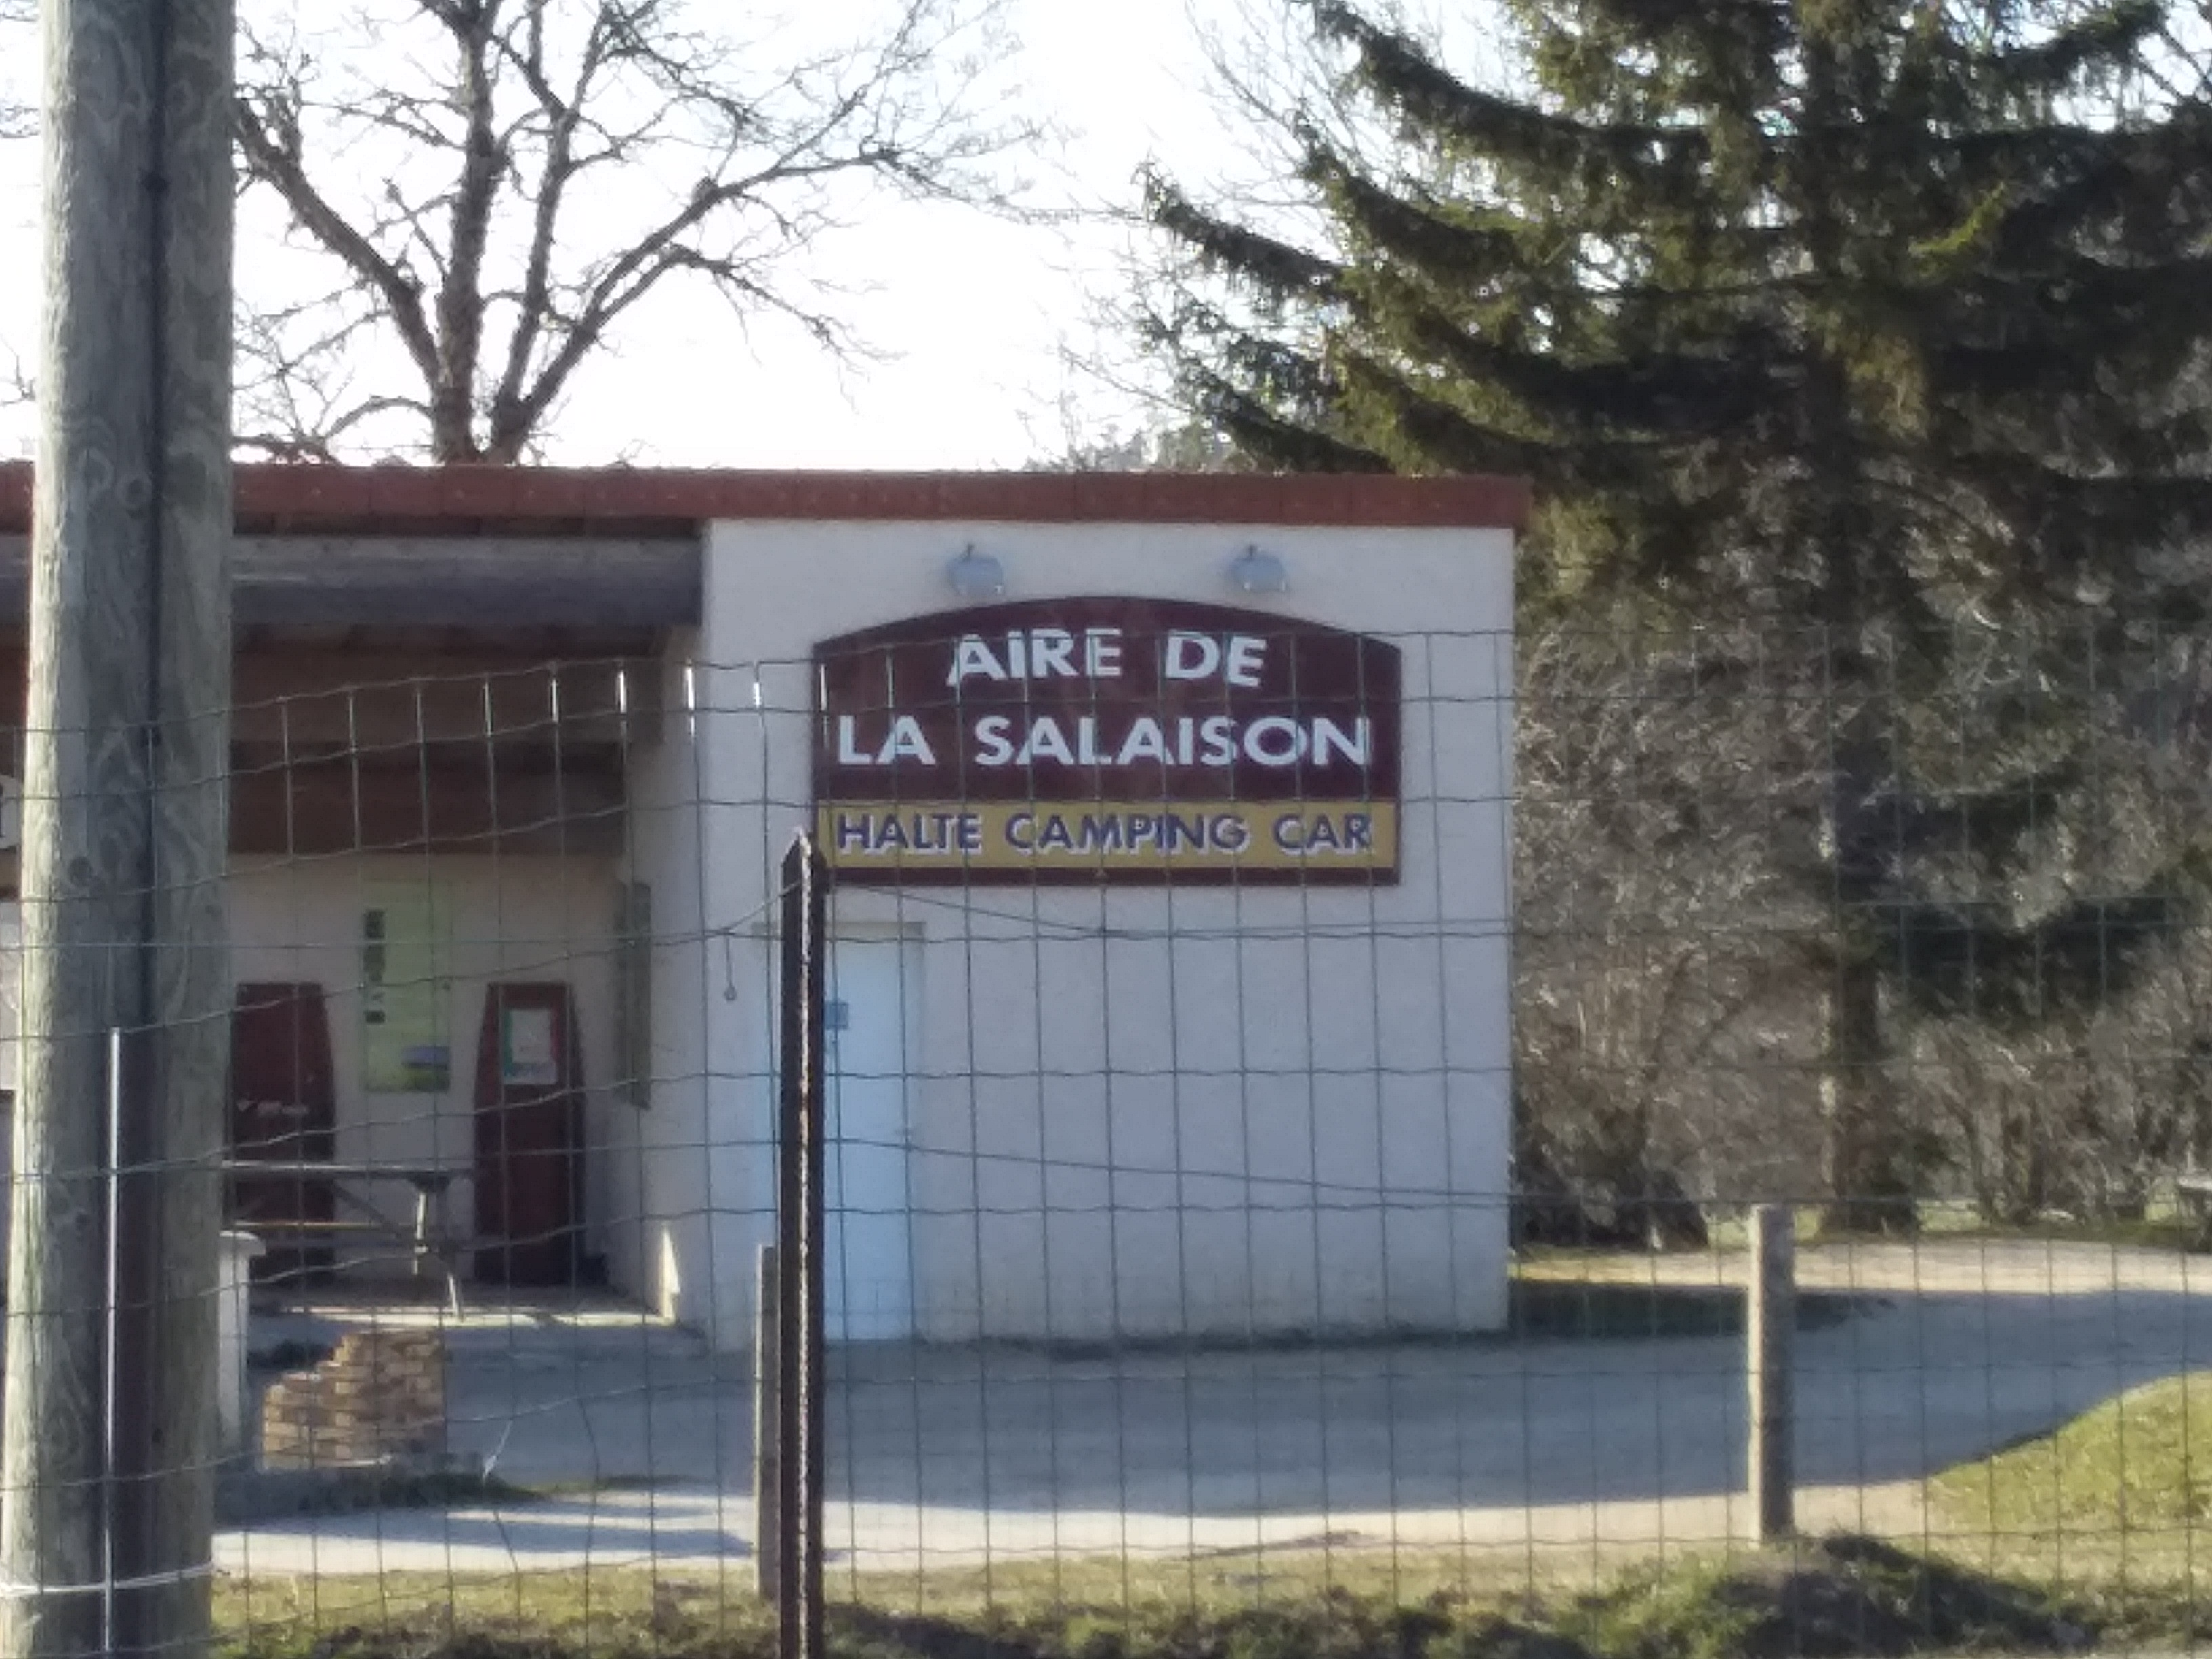 AIRE DE
LA SALAISON
HALTE CAMPING CAR